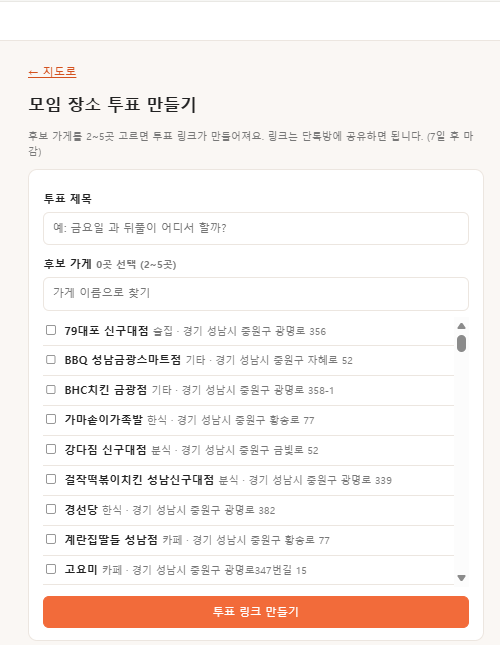 ← 지도로
모임 장소 투표 만들기
후보 가게를 2~5곳 고르면 투표 링크가 만들어져요. 링크는 단톡방에 공유하면 됩니다. (7일 후 마
감)
투표 제목
예: 금요일 과 뒤풀이 어디서 할까?
후보 가게 0곳 선택 (2~5곳)
가게 이름으로 찾기
79대포 신구대점 술집 · 경기 성남시 중원구 광명로 356
BBQ 성남금광스마트점 기타 · 경기 성남시 중원구 자혜로 52
BHC치킨 금광점 기타 · 경기 성남시 중원구 광명로 358-1
가마솥이가족발 한식 · 경기 성남시 중원구 황송로 77
강다짐 신구대점 분식 · 경기 성남시 중원구 금빛로 52
걸작떡볶이치킨 성남신구대점 분식 · 경기 성남시 중원구 광명로 339
경선당 한식 · 경기 성남시 중원구 광명로 382
계란집딸들 성남점 카페 · 경기 성남시 중원구 황송로 77
고요미 카페 · 경기 성남시 중원구 광명로347번길 15
투표 링크 만들기